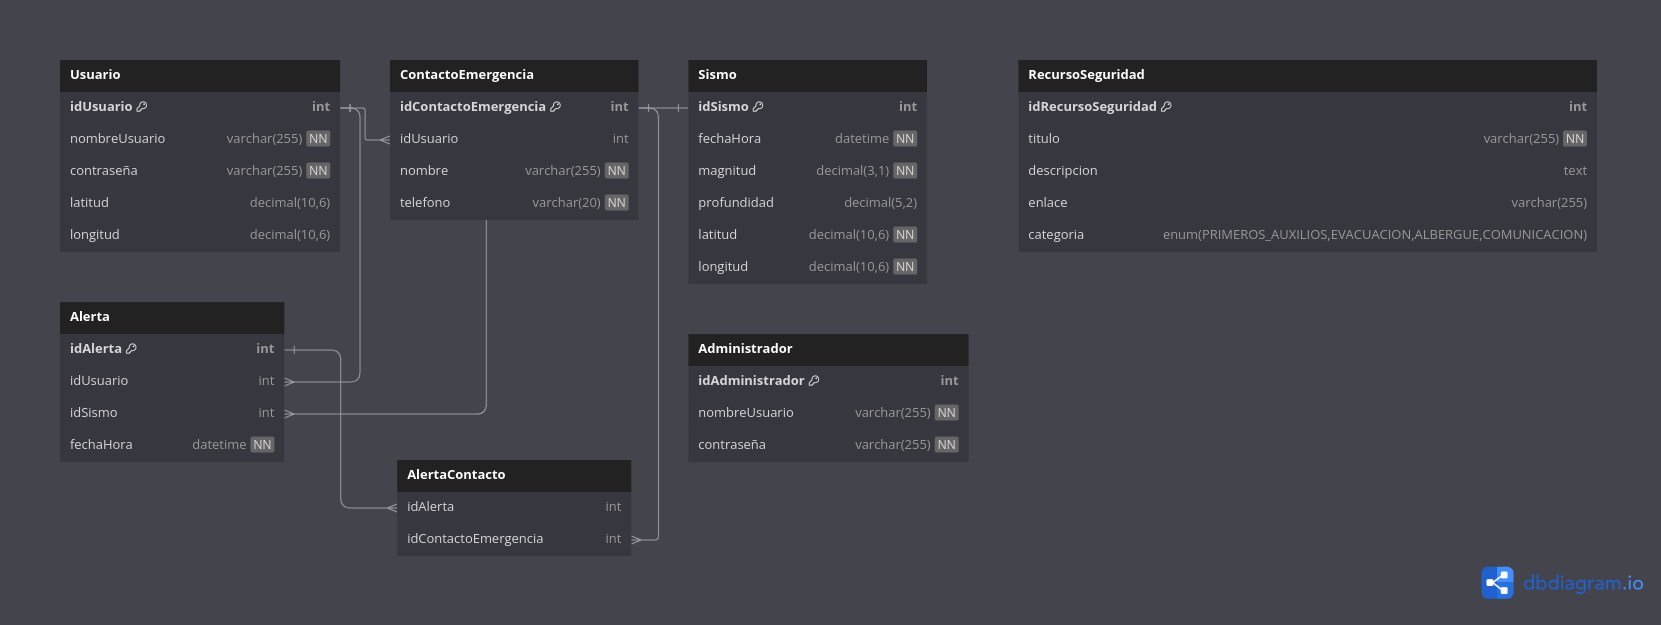 Usuario
idUsuario int
nombreUsuario varchar(255) NN
contraseña varchar(255) NN
latitud decimal(10,6)
longitud decimal(10,6)
ContactoEmergencia
idContactoEmergencia int
idUsuario int
nombre varchar(255) NN
telefono varchar(20) NN
Sismo
idSismo int
fechaHora datetime NN
magnitud decimal(3,1) NN
profundidad decimal(5,2)
latitud decimal(10,6) NN
longitud decimal(10,6) NN
RecursoSeguridad
idRecursoSeguridad int
titulo varchar(255) NN
descripcion text
enlace varchar(255)
categoria enum(PRIMEROS_AUXILIOS,EVACUACION,ALBERGUE,COMUNICACION)
Alerta
idAlerta int
idUsuario int
idSismo int
fechaHora datetime NN
Administrador
idAdministrador int
nombreUsuario varchar(255) NN
contraseña varchar(255) NN
AlertaContacto
idAlerta int
idContactoEmergencia int
dbdiagram.io